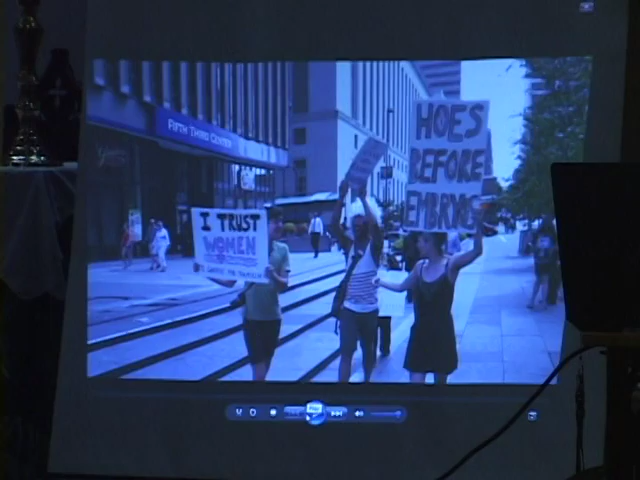 FIFTH THIRD CENTER
I TRUST
WOMEN
HOES
BEFORE
EMBRYOS